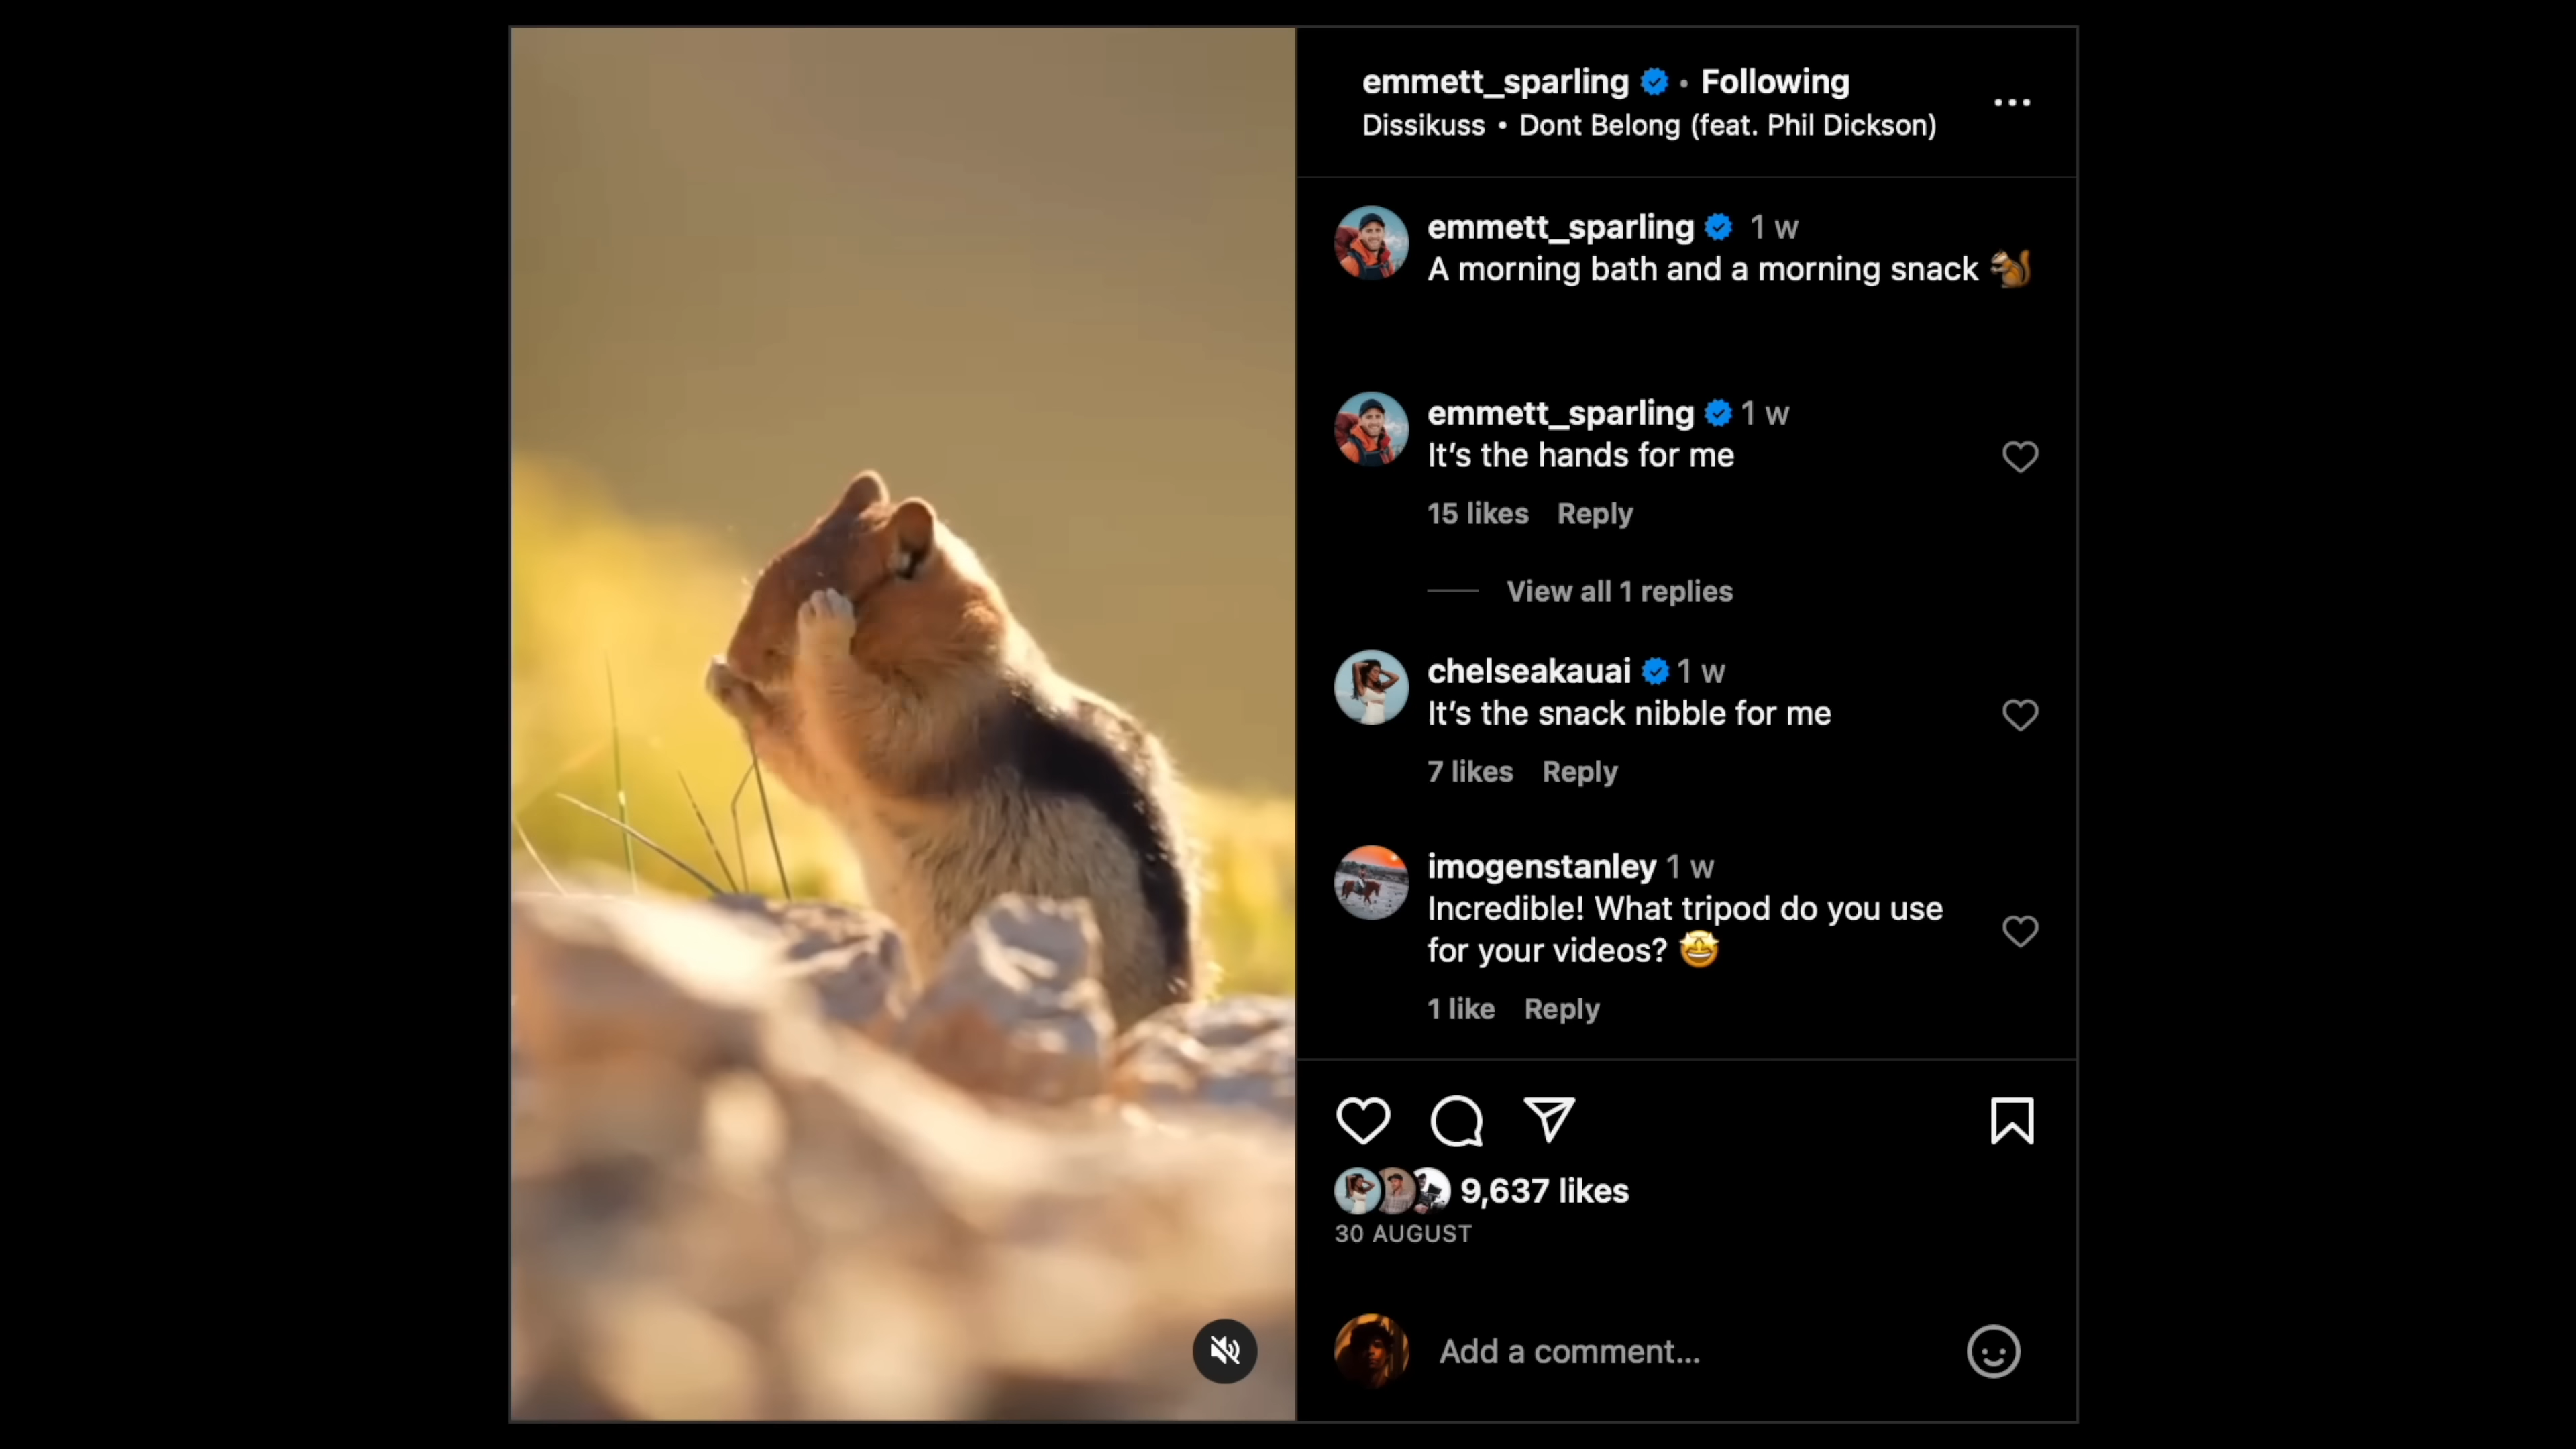 emmett_sparling • Following
Dissikuss • Dont Belong (feat. Phil Dickson)
emmett_sparling 1 w
A morning bath and a morning snack 🐿️
emmett_sparling 1 w
It’s the hands for me
15 likes Reply
View all 1 replies
chelseakauai 1 w
It’s the snack nibble for me
7 likes Reply
imogenstanley 1 w
Incredible! What tripod do you use
for your videos? 🤩
1 like Reply
9,637 likes
30 AUGUST
Add a comment...